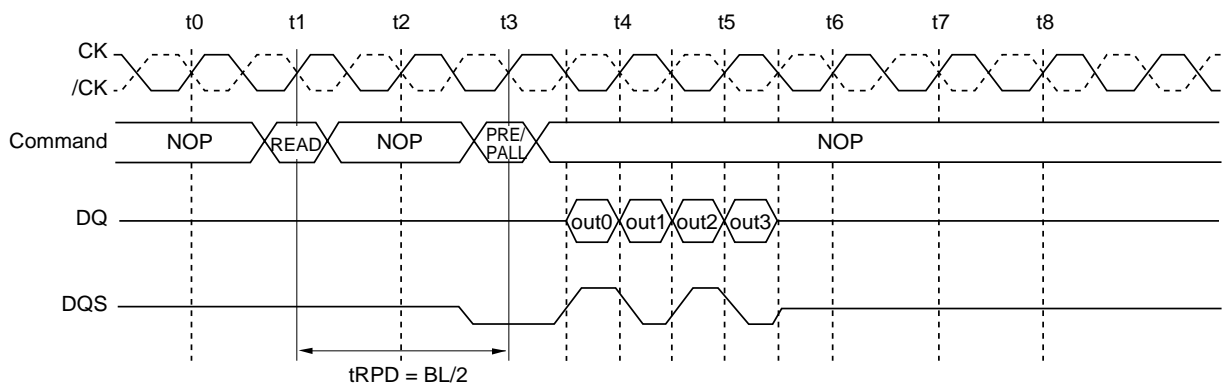 t0 t1 t2 t3 t4 t5 t6 t7 t8
CK
/CK
Command NOP READ NOP PRE/ PALL NOP
DQ out0 out1 out2 out3
DQS
tRPD = BL/2